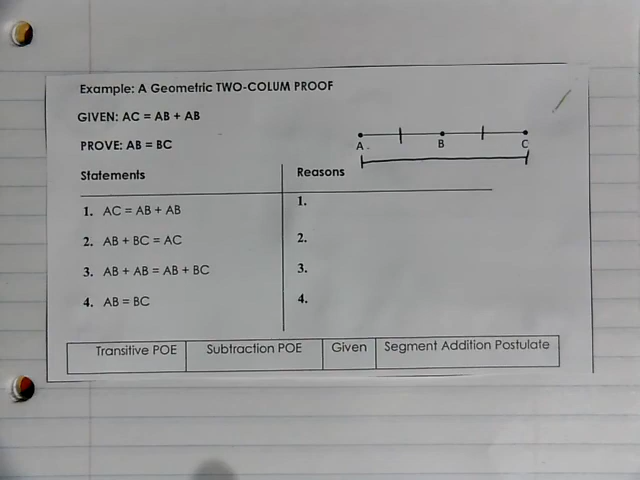 Example: A Geometric TWO-COLUM PROOF
GIVEN: AC = AB + AB
PROVE: AB = BC
A B C
Statements Reasons
1. AC = AB + AB 1.
2. AB + BC = AC 2.
3. AB + AB = AB + BC 3.
4. AB = BC 4.
Transitive POE Subtraction POE Given Segment Addition Postulate